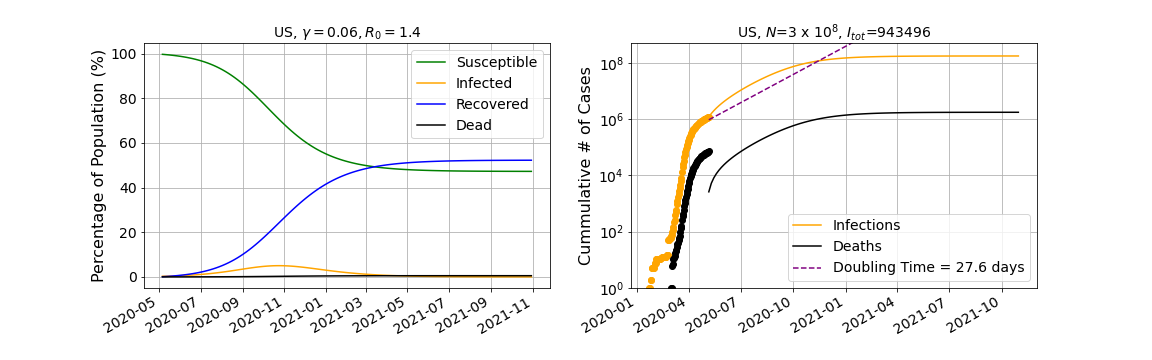 US, γ = 0.06, R₀ = 1.4
Percentage of Population (%)
100
80
60
40
20
0
Susceptible
Infected
Recovered
Dead
2020-05
2020-07
2020-09
2020-11
2021-01
2021-03
2021-05
2021-07
2021-09
2021-11
US, N=3 x 10⁸, Iₜₒₜ=943496
Cummulative # of Cases
10⁸
10⁶
10⁴
10²
10⁰
Infections
Deaths
Doubling Time = 27.6 days
2020-01
2020-04
2020-07
2020-10
2021-01
2021-04
2021-07
2021-10